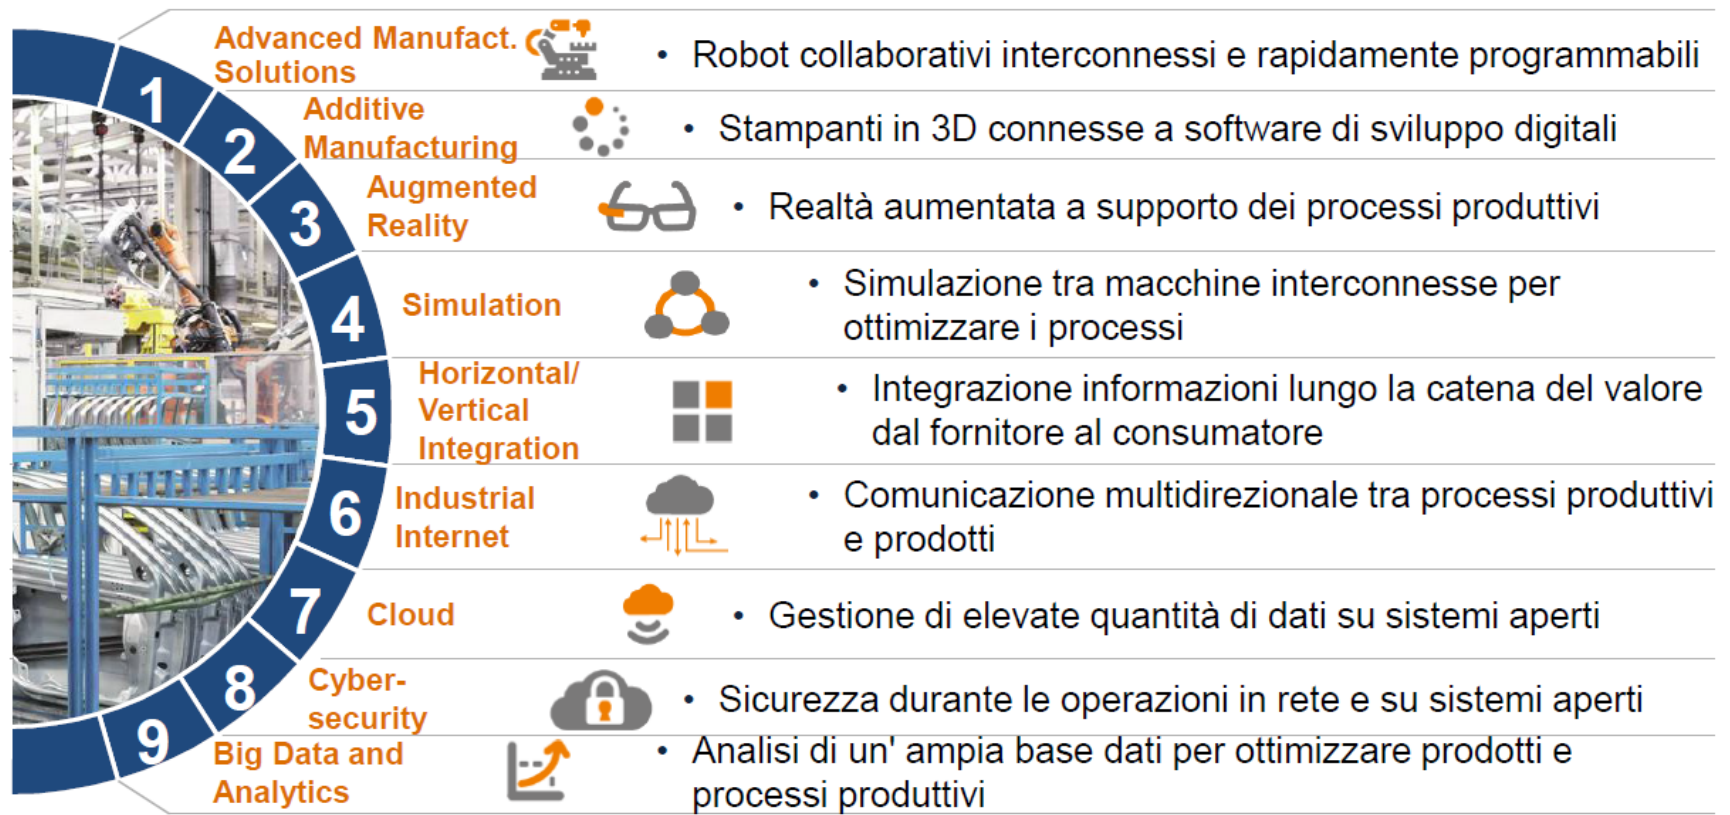 1
Advanced Manufact.
Solutions
• Robot collaborativi interconnessi e rapidamente programmabili
2
Additive
Manufacturing
• Stampanti in 3D connesse a software di sviluppo digitali
3
Augmented
Reality
• Realtà aumentata a supporto dei processi produttivi
4
Simulation
• Simulazione tra macchine interconnesse per
ottimizzare i processi
5
Horizontal/
Vertical
Integration
• Integrazione informazioni lungo la catena del valore
dal fornitore al consumatore
6
Industrial
Internet
• Comunicazione multidirezionale tra processi produttivi
e prodotti
7
Cloud
• Gestione di elevate quantità di dati su sistemi aperti
8
Cyber-
security
• Sicurezza durante le operazioni in rete e su sistemi aperti
9
Big Data and
Analytics
• Analisi di un' ampia base dati per ottimizzare prodotti e
processi produttivi